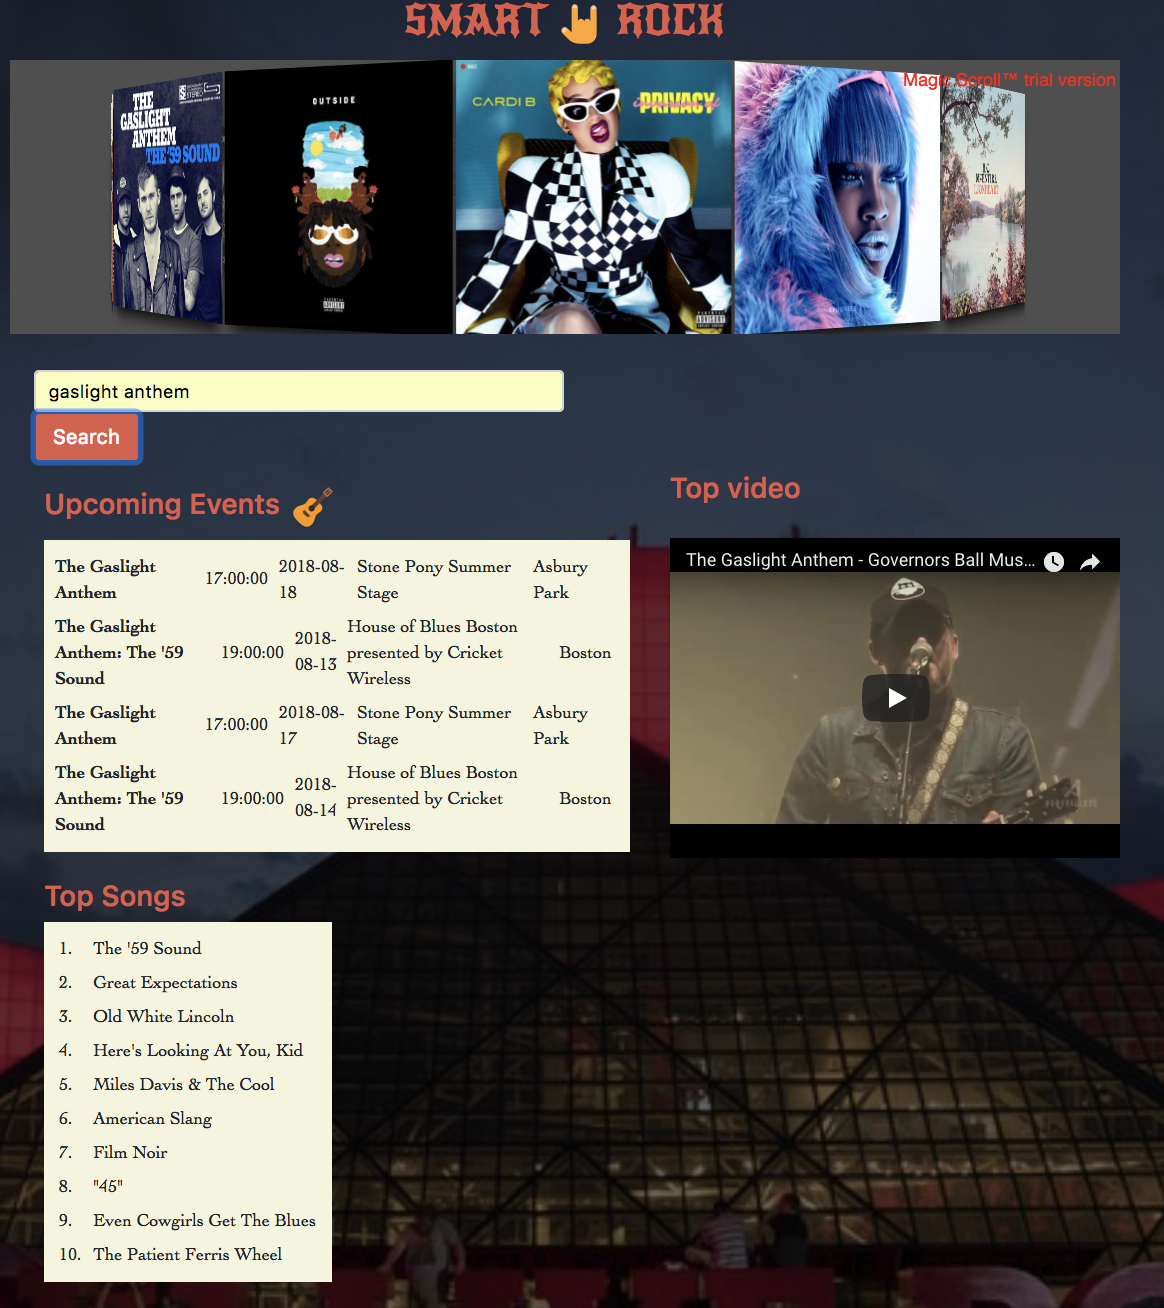 SMART 🤘 ROCK
Magic Scroll™ trial version
THE
GASLIGHT
ANTHEM
THE '59 SOUND
OUTSIDE
CARDI B
PRIVACY
LIONHEART
gaslight anthem
Search
Upcoming Events 🎸
The Gaslight
Anthem
17:00:00
2018-08-
18
Stone Pony Summer
Stage
Asbury
Park
The Gaslight
Anthem: The '59
Sound
19:00:00
2018-
08-13
House of Blues Boston
presented by Cricket
Wireless
Boston
The Gaslight
Anthem
17:00:00
2018-08-
17
Stone Pony Summer
Stage
Asbury
Park
The Gaslight
Anthem: The '59
Sound
19:00:00
2018-
08-14
House of Blues Boston
presented by Cricket
Wireless
Boston
Top video
The Gaslight Anthem - Governors Ball Mus...
Top Songs
1. The '59 Sound
2. Great Expectations
3. Old White Lincoln
4. Here's Looking At You, Kid
5. Miles Davis & The Cool
6. American Slang
7. Film Noir
8. "45"
9. Even Cowgirls Get The Blues
10. The Patient Ferris Wheel